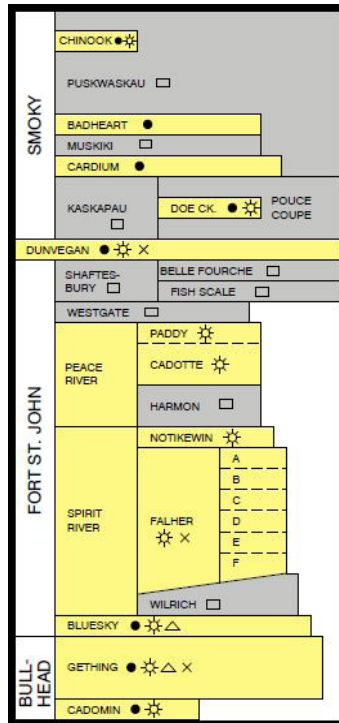 SMOKY
CHINOOK
PUSKWASKAU
BADHEART
MUSKIKI
CARDIUM
KASKAPAU
DOE CK.
POUCE
COUPE
DUNVEGAN
FORT ST. JOHN
SHAFTES-
BURY
BELLE FOURCHE
FISH SCALE
WESTGATE
PEACE
RIVER
PADDY
CADOTTE
HARMON
SPIRIT
RIVER
NOTIKEWIN
FALHER
A
B
C
D
E
F
WILRICH
BLUESKY
BULL-
HEAD
GETHING
CADOMIN